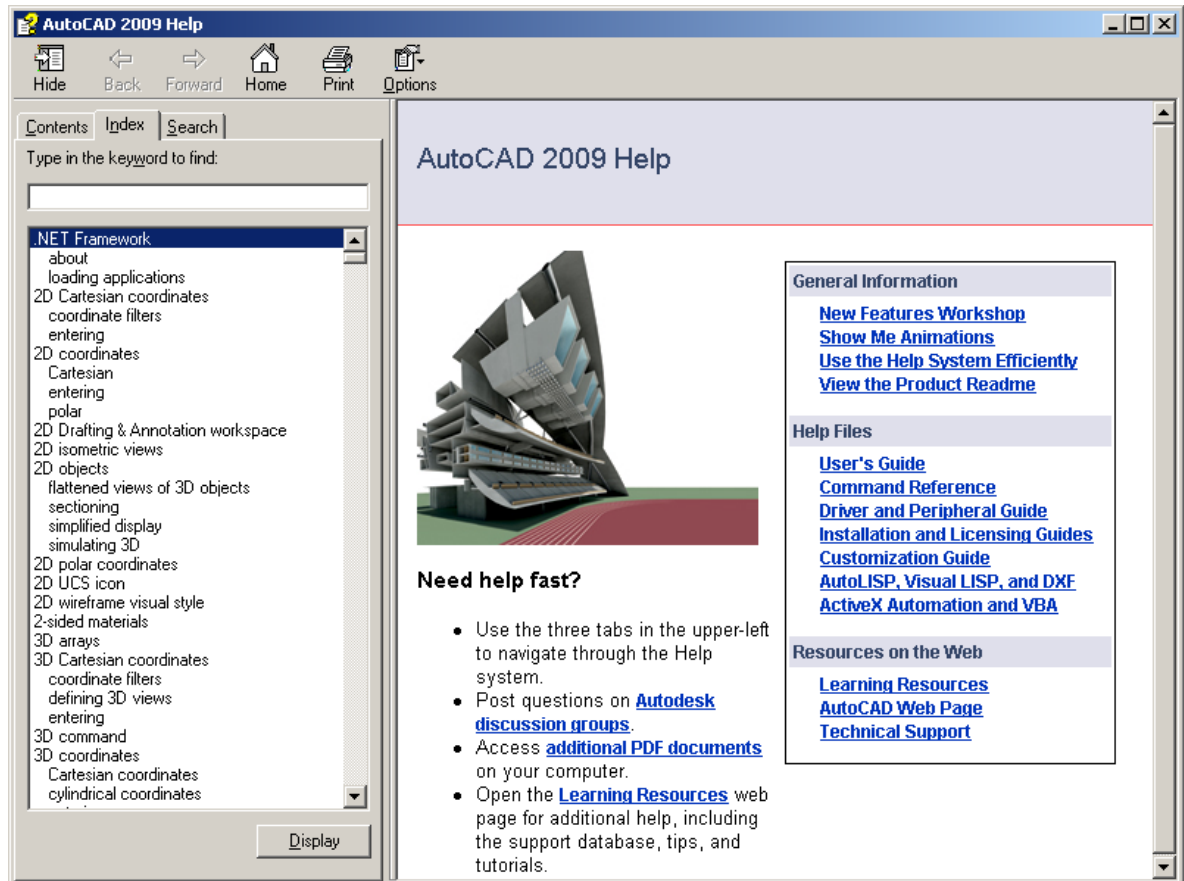 AutoCAD 2009 Help
Hide Back Forward Home Print Options
Contents Index Search
Type in the keyword to find:
.NET Framework
about
loading applications
2D Cartesian coordinates
coordinate filters
entering
2D coordinates
Cartesian
entering
polar
2D Drafting & Annotation workspace
2D isometric views
2D objects
flattened views of 3D objects
sectioning
simplified display
simulating 3D
2D polar coordinates
2D UCS icon
2D wireframe visual style
2-sided materials
3D arrays
3D Cartesian coordinates
coordinate filters
defining 3D views
entering
3D command
3D coordinates
Cartesian coordinates
cylindrical coordinates
Display
AutoCAD 2009 Help
Need help fast?
Use the three tabs in the upper-left
to navigate through the Help
system.
Post questions on Autodesk
discussion groups.
Access additional PDF documents
on your computer.
Open the Learning Resources web
page for additional help, including
the support database, tips, and
tutorials.
General Information
New Features Workshop
Show Me Animations
Use the Help System Efficiently
View the Product Readme
Help Files
User's Guide
Command Reference
Driver and Peripheral Guide
Installation and Licensing Guides
Customization Guide
AutoLISP, Visual LISP, and DXF
ActiveX Automation and VBA
Resources on the Web
Learning Resources
AutoCAD Web Page
Technical Support